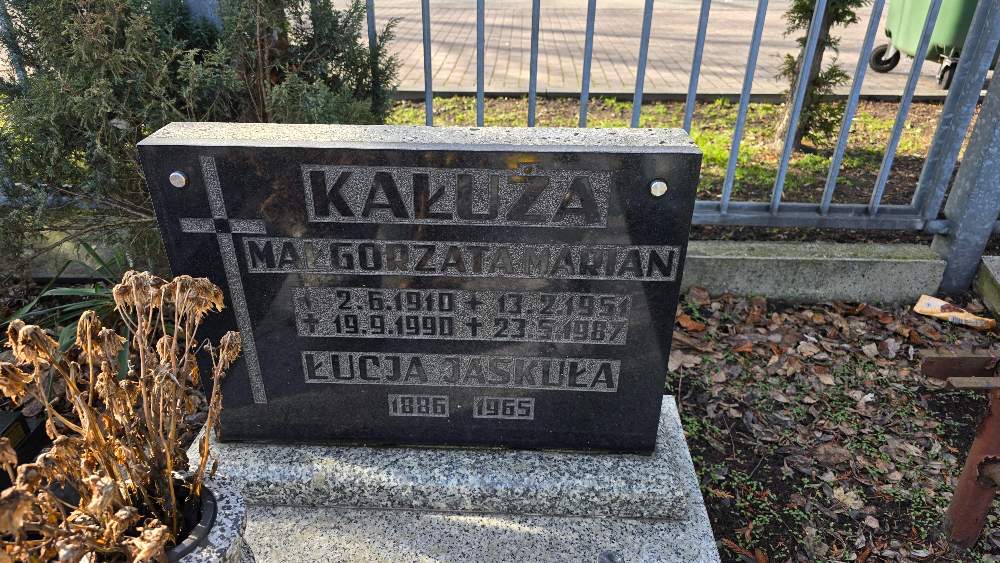 KAŁUŻA
MAŁGORZATA MARIAN
+ 2.6.1910 + 13.2.1951
+ 19.9.1990 + 23.5.1987
ŁUCJA JASKUŁA
1886 1965